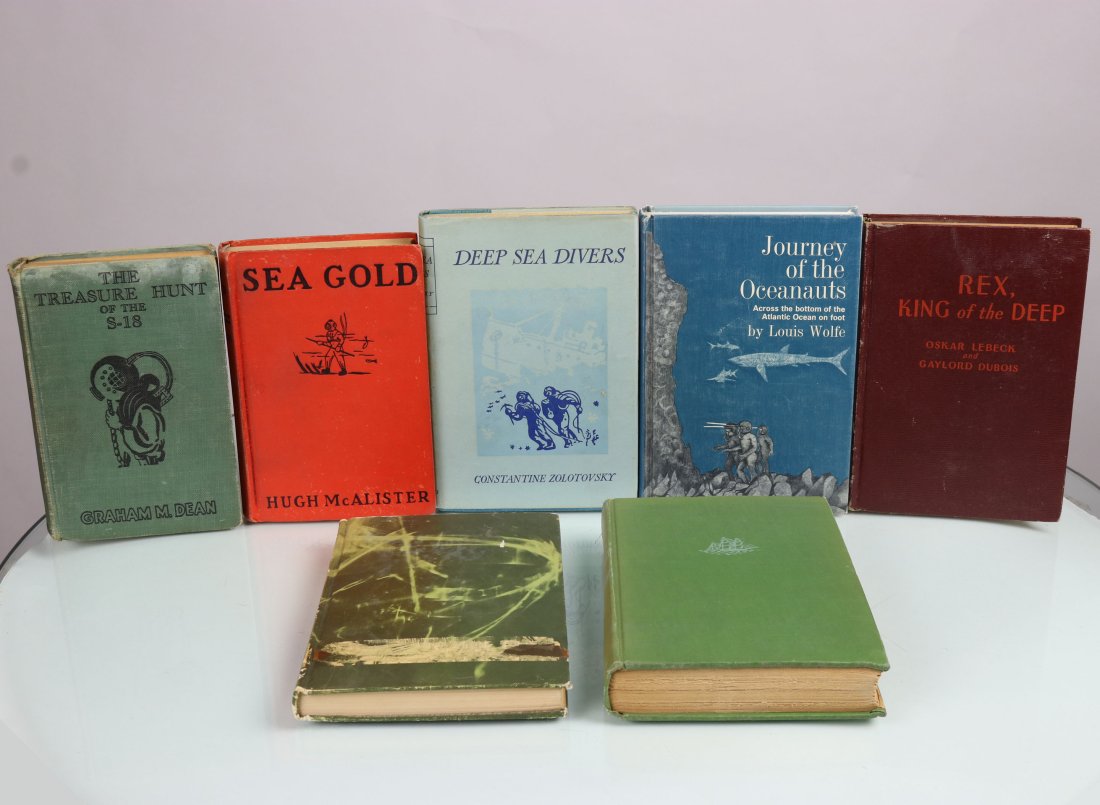 THE
TREASURE HUNT
OF THE
S-18
GRAHAM M. DEAN
SEA GOLD
HUGH McALISTER
DEEP SEA DIVERS
CONSTANTINE ZOLOTOVSKY
Journey
of the
Oceanauts
Across the bottom of the
Atlantic Ocean on foot
by Louis Wolfe
REX,
KING of the DEEP
OSKAR LEBECK
and
GAYLORD DUBOIS